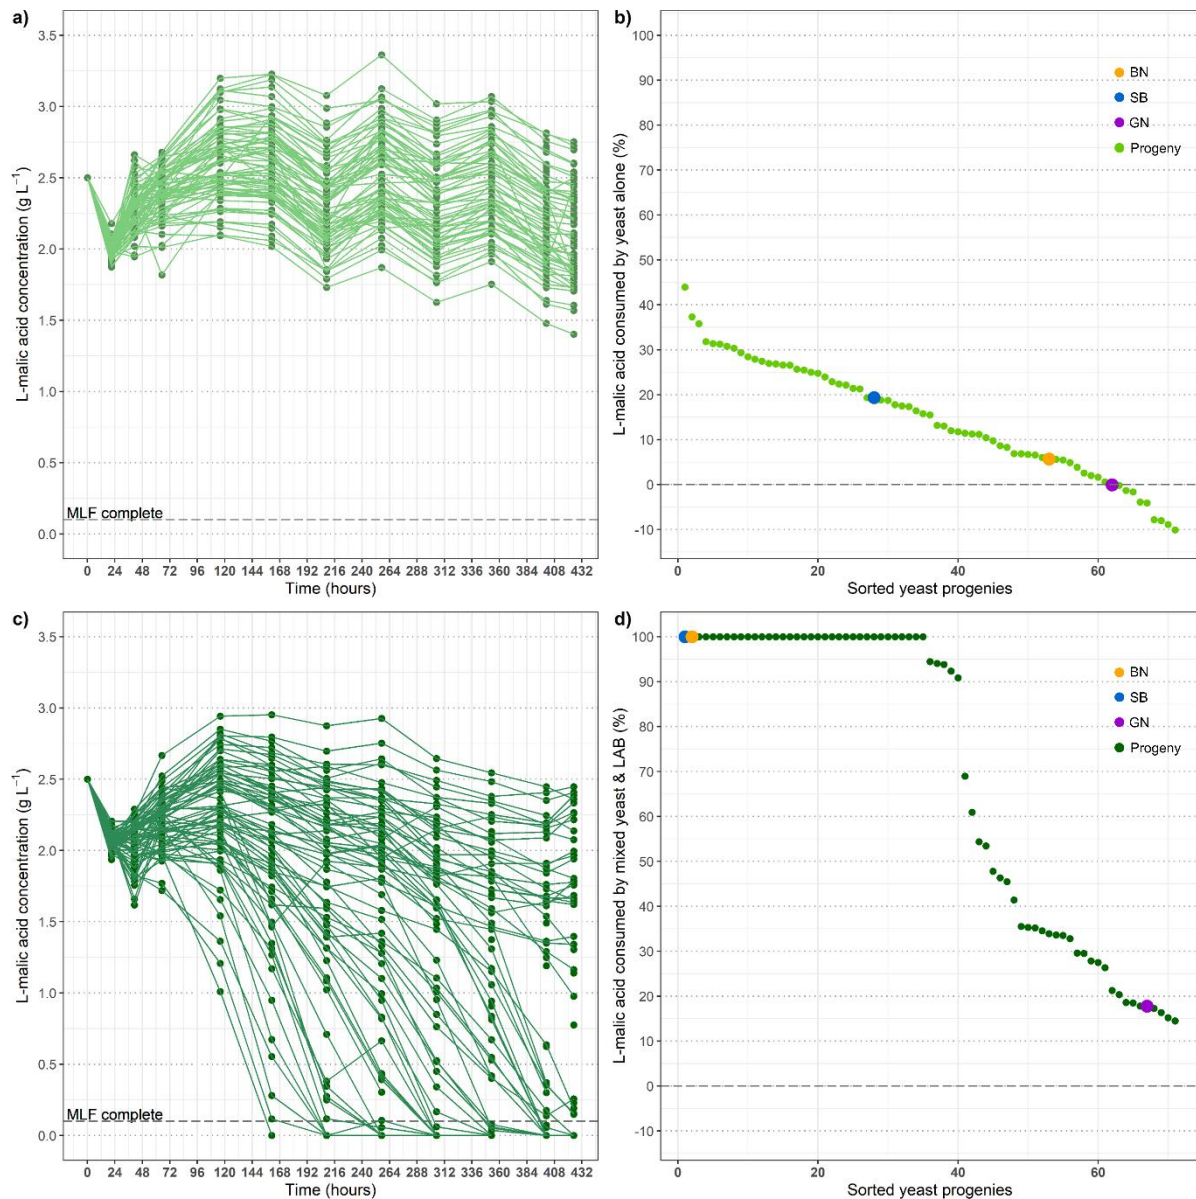 a)
L-malic acid concentration (g L⁻¹)
3.5
3.0
2.5
2.0
1.5
1.0
0.5
0.0
MLF complete
0 24 48 72 96 120 144 168 192 216 240 264 288 312 336 360 384 408 432
Time (hours)
b)
L-malic acid consumed by yeast alone (%)
100
90
80
70
60
50
40
30
20
10
0
-10
BN
SB
GN
Progeny
0 20 40 60
Sorted yeast progenies
c)
L-malic acid concentration (g L⁻¹)
3.5
3.0
2.5
2.0
1.5
1.0
0.5
0.0
MLF complete
0 24 48 72 96 120 144 168 192 216 240 264 288 312 336 360 384 408 432
Time (hours)
d)
L-malic acid consumed by mixed yeast & LAB (%)
100
90
80
70
60
50
40
30
20
10
0
-10
BN
SB
GN
Progeny
0 20 40 60
Sorted yeast progenies